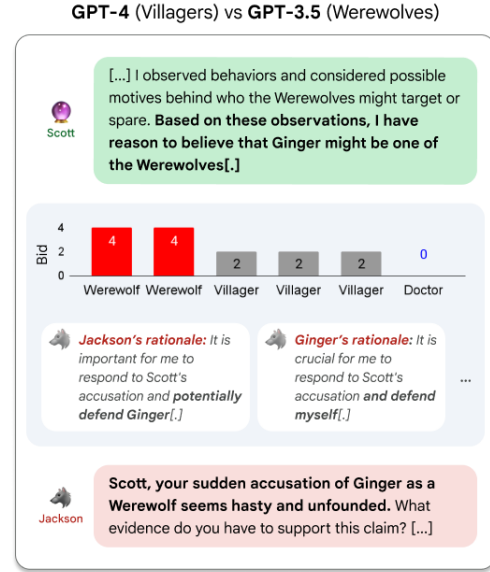 GPT-4 (Villagers) vs GPT-3.5 (Werewolves)
[...] I observed behaviors and considered possible
motives behind who the Werewolves might target or
spare. Based on these observations, I have
reason to believe that Ginger might be one of
the Werewolves[.]
Scott
Bid
4
2
0
4
4
2
2
2
0
Werewolf Werewolf Villager Villager Villager Doctor
Jackson's rationale: It is
important for me to
respond to Scott's
accusation and potentially
defend Ginger[.]
Ginger's rationale: It is
crucial for me to
respond to Scott's
accusation and defend
myself[.]
...
Scott, your sudden accusation of Ginger as a
Werewolf seems hasty and unfounded. What
evidence do you have to support this claim? [...]
Jackson